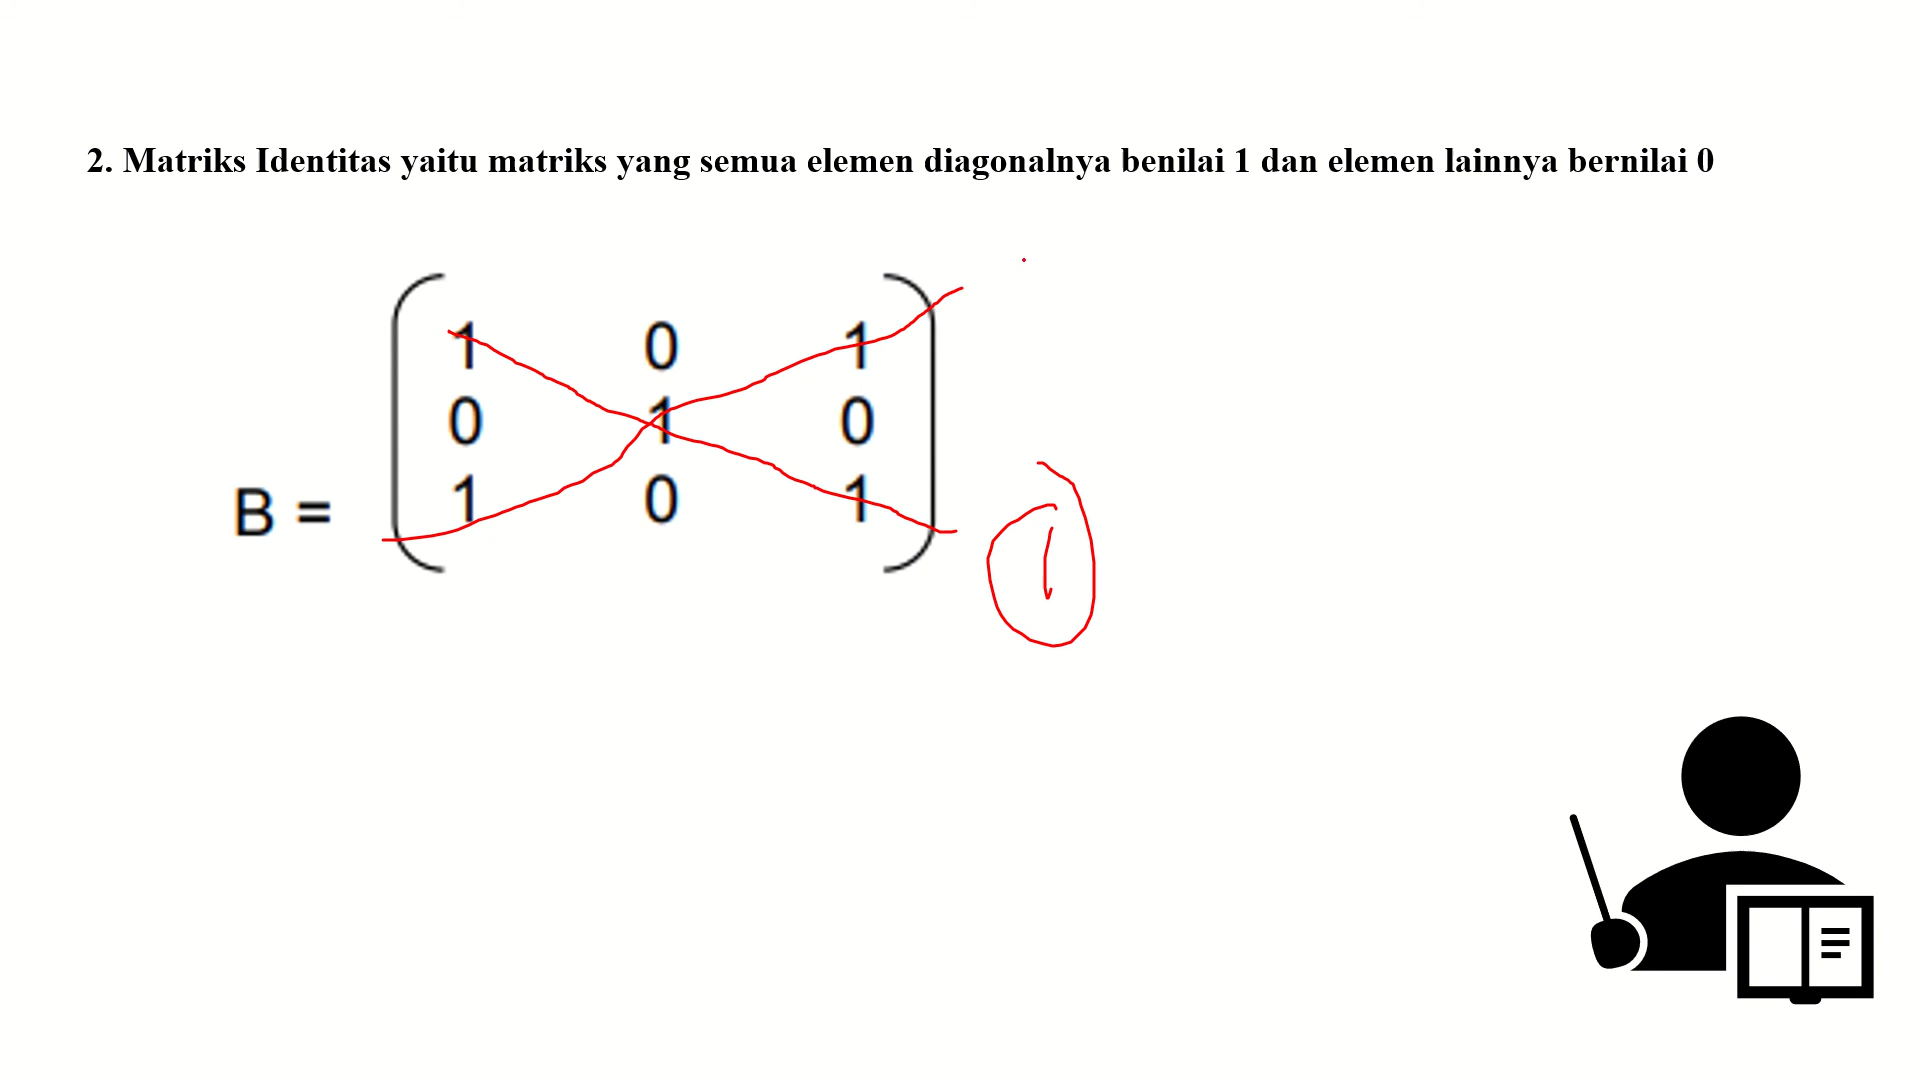 2. Matriks Identitas yaitu matriks yang semua elemen diagonalnya benilai 1 dan elemen lainnya bernilai 0
1 0 1
0 1 0
B = 1 0 1
1